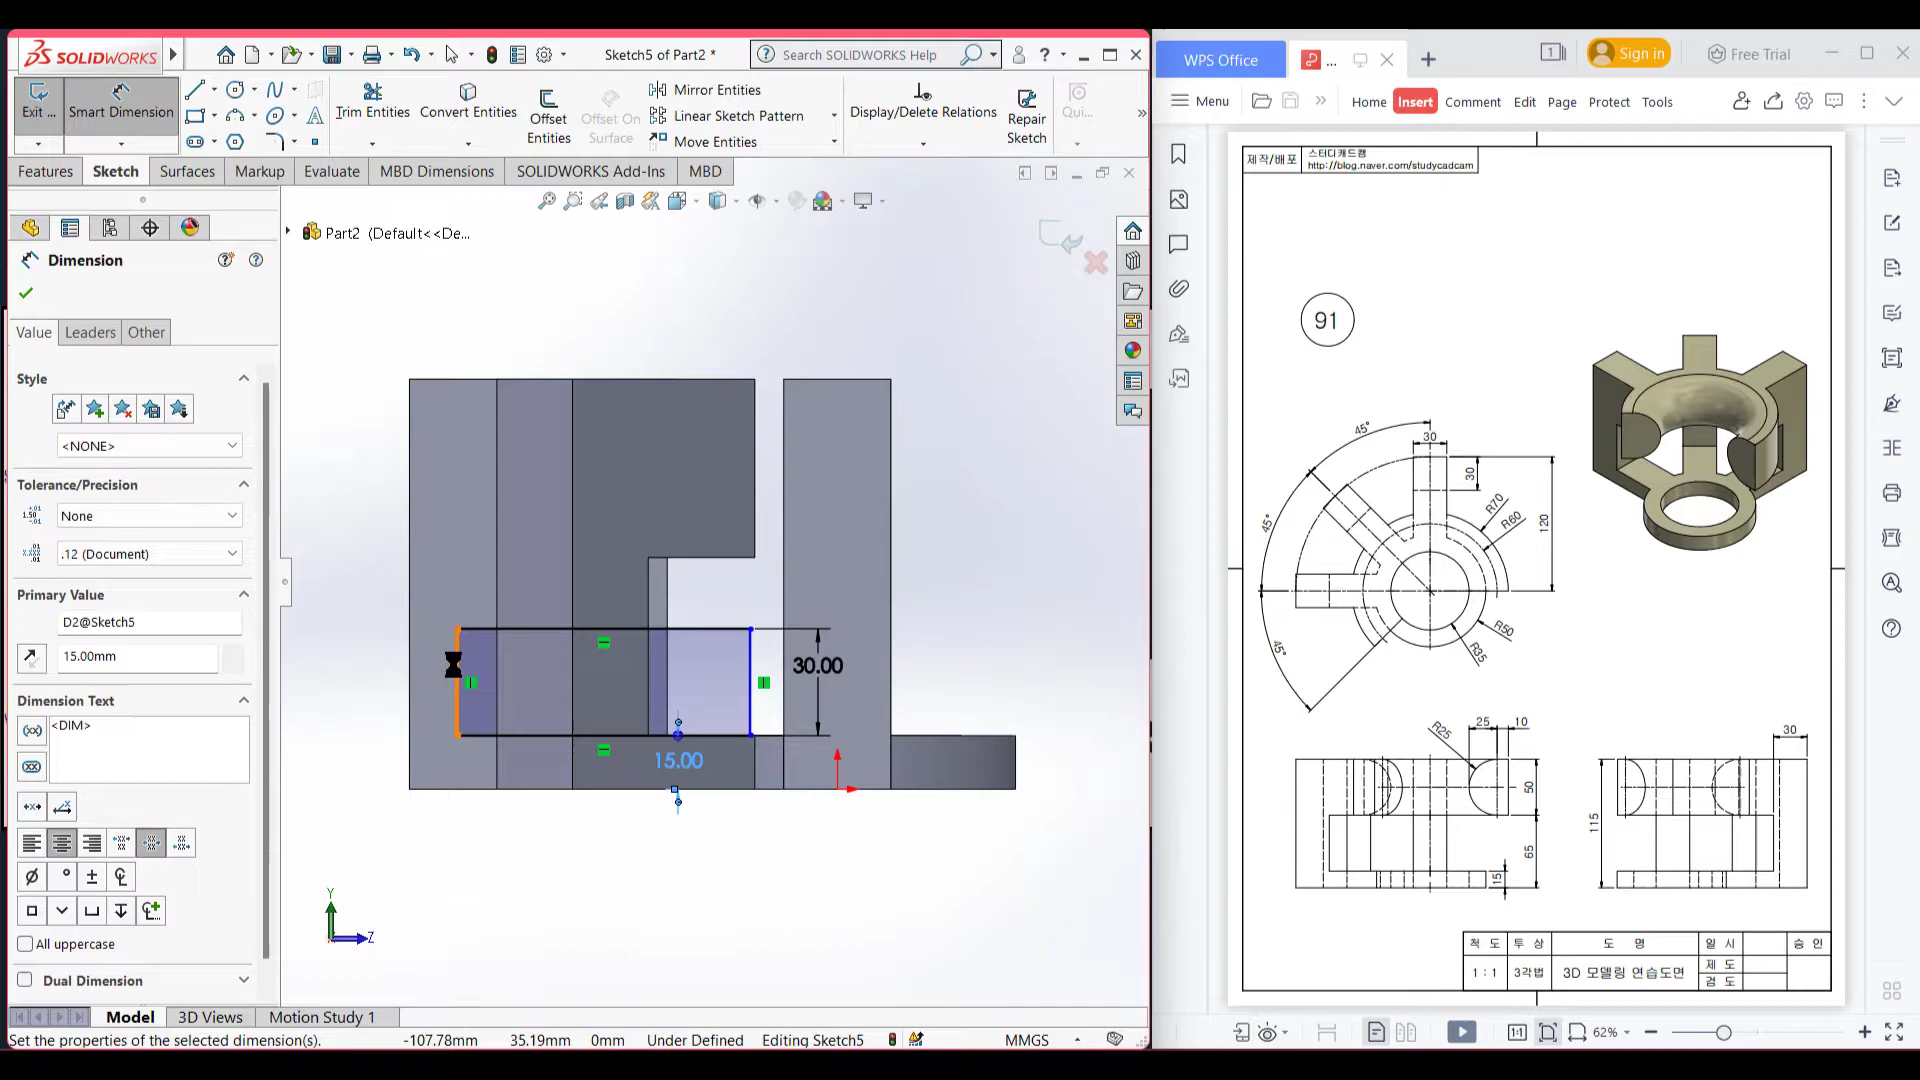 SOLIDWORKS
Sketch5 of Part2 *
Search SOLIDWORKS Help
Exit ...
Smart Dimension
Trim Entities
Convert Entities
Offset Entities
Offset On Surface
Mirror Entities
Linear Sketch Pattern
Move Entities
Display/Delete Relations
Repair Sketch
Qui...
Features
Sketch
Surfaces
Markup
Evaluate
MBD Dimensions
SOLIDWORKS Add-Ins
MBD
Part2 (Default<<De...
Dimension
Value
Leaders
Other
Style
<NONE>
Tolerance/Precision
None
.12 (Document)
Primary Value
D2@Sketch5
15.00mm
Dimension Text
<DIM>
All uppercase
Dual Dimension
30.00
15.00
Y
Z
Model
3D Views
Motion Study 1
Set the properties of the selected dimension(s).
-107.78mm
35.19mm
0mm
Under Defined
Editing Sketch5
MMGS
WPS Office
...
1
Sign in
Free Trial
Menu
Home
Insert
Comment
Edit
Page
Protect
Tools
제작/배포
스터디캐드캠
http://blog.naver.com/studycadcam
91
45°
30
30
45°
R70
R60
120
45°
R50
R35
R25
25
10
50
65
15
30
115
척 도
투 상
도 명
일 시
승 인
1 : 1
3각법
3D 모델링 연습도면
제 도
검 도
62%